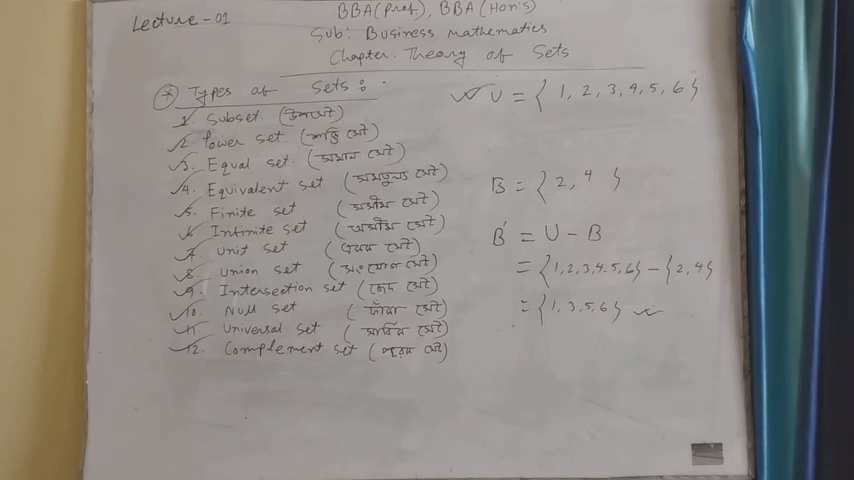 Lecture-01
BBA(Prof.), BBA(Hon's)
Sub: Business mathematics
Chapter: Theory of Sets
* Types of Sets:-
1. Subset. (উপসেট)
2. Power set. (শক্তি সেট)
3. Equal set. (সমান সেট)
4. Equivalent set (সমতুল্য সেট)
5. Finite set (সসীম সেট)
6. Infinite set (অসীম সেট)
7. Unit set (একক সেট)
8. Union set (সংযোগ সেট)
9. Intersection set (ছেদ সেট)
10. Null set (ফাঁকা সেট)
11. Universal set (সার্বিক সেট)
12. Complement set (পূরক সেট)
U = { 1, 2, 3, 4, 5, 6 }
B = { 2, 4 }
B' = U - B
= {1,2,3,4,5,6} - {2,4}
= {1,3,5,6}